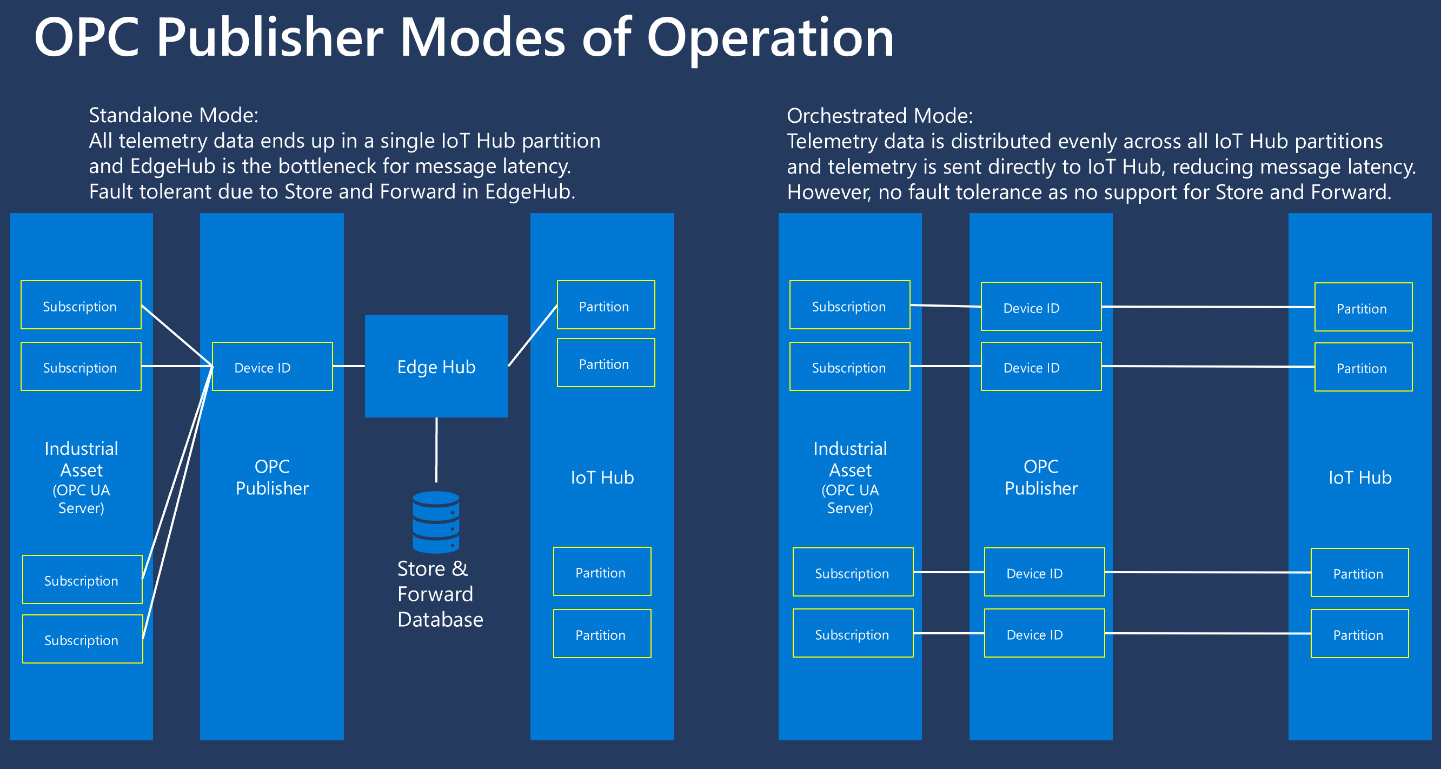 OPC Publisher Modes of Operation
Standalone Mode:
All telemetry data ends up in a single IoT Hub partition
and EdgeHub is the bottleneck for message latency.
Fault tolerant due to Store and Forward in EdgeHub.
Subscription
Subscription
Industrial
Asset
(OPC UA
Server)
Subscription
Subscription
Device ID
OPC
Publisher
Edge Hub
Store &
Forward
Database
Partition
Partition
IoT Hub
Partition
Partition
Orchestrated Mode:
Telemetry data is distributed evenly across all IoT Hub partitions
and telemetry is sent directly to IoT Hub, reducing message latency.
However, no fault tolerance as no support for Store and Forward.
Subscription
Subscription
Industrial
Asset
(OPC UA
Server)
Subscription
Subscription
Device ID
Device ID
OPC
Publisher
Device ID
Device ID
Partition
Partition
IoT Hub
Partition
Partition